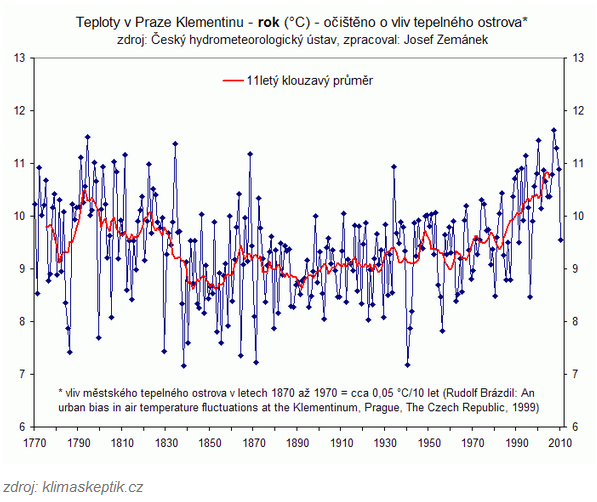 Teploty v Praze Klementinu - rok (°C) - očištěno o vliv tepelného ostrova*
zdroj: Český hydrometeorologický ústav, zpracoval: Josef Zemánek
13 13
11letý klouzavý průměr
12 12
11 11
10 10
9 9
8 8
7 7
* vliv městského tepelného ostrova v letech 1870 až 1970 = cca 0,05 °C/10 let (Rudolf Brázdil: An
urban bias in air temperature fluctuations at the Klementinum, Prague, The Czech Republic, 1999)
6 6
1770 1790 1810 1830 1850 1870 1890 1910 1930 1950 1970 1990 2010
zdroj: klimaskeptik.cz